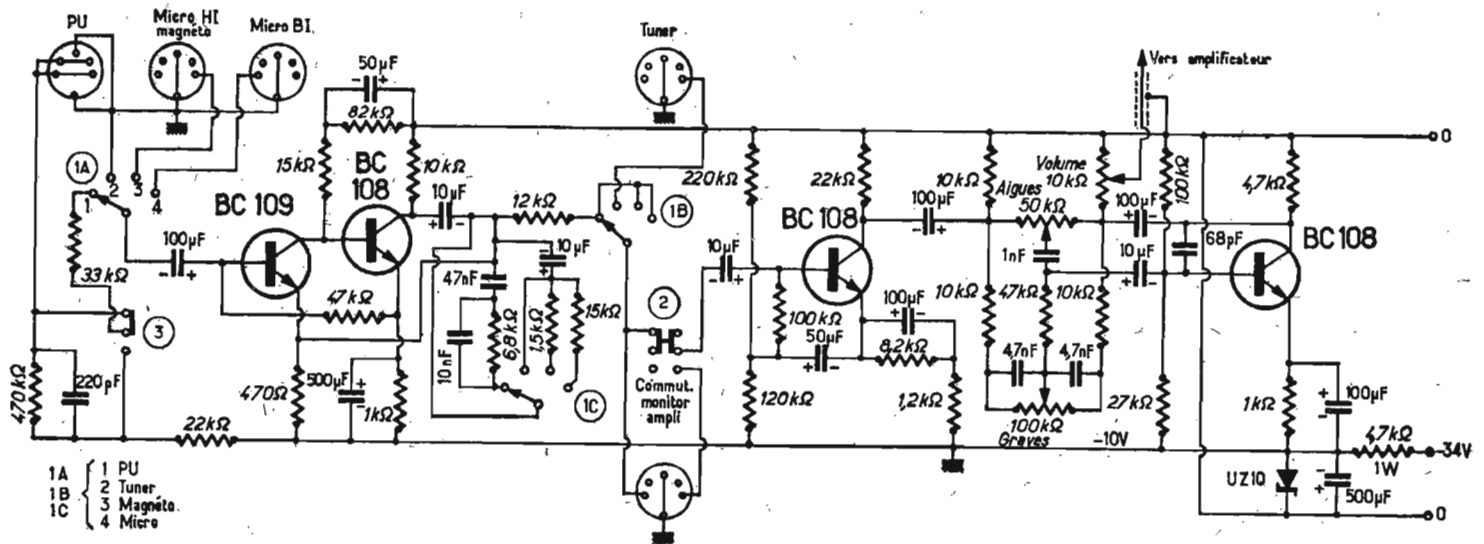 PU
Micro HI
magnéto
Micro BI.
Tuner
Vers amplificateur
50µF
- +
82kΩ
15kΩ
BC
108
10kΩ
10µF
+ -
12kΩ
1A
1
2
3
4
33kΩ
BC 109
100µF
- +
47kΩ
3
470kΩ
220pF
22kΩ
470Ω
500µF
+
-
1kΩ
47nF
10µF
+
10nF
6,8kΩ
1,5kΩ
15kΩ
1C
1B
2
Commut.
monitor
ampli
10µF
- +
220kΩ
22kΩ
BC108
100µF
- +
100kΩ
50µF
+ -
100µF
+ -
8,2kΩ
120kΩ
1,2kΩ
10kΩ
Aigues
50kΩ
Volume
10kΩ
1nF
10kΩ
47kΩ
10kΩ
4,7nF
4,7nF
100kΩ
Graves
100µF
+ -
10µF
+ -
100kΩ
68pF
4,7kΩ
BC108
27kΩ
-10V
1kΩ
100µF
+
-
4,7kΩ
1W
-34V
UZ10
-
+
500µF
0
0
1A
1B
1C
1 PU
2 Tuner
3 Magnéto.
4 Micro